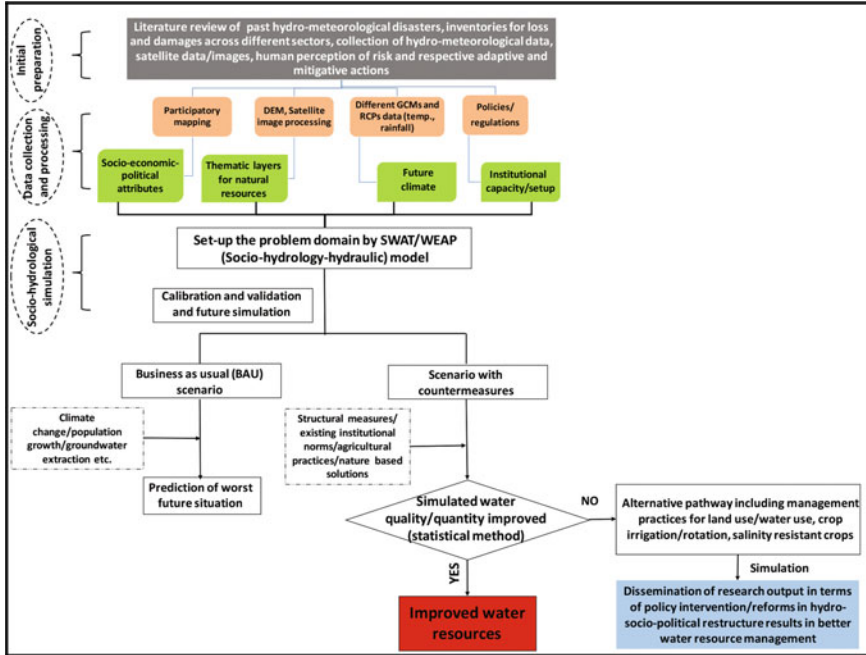 Initial
preparation
Literature review of past hydro-meteorological disasters, inventories for loss
and damages across different sectors, collection of hydro-meteorological data,
satellite data/images, human perception of risk and respective adaptive and
mitigative actions
Data collection
and processing
Participatory
mapping
DEM, Satellite
image processing
Different GCMs and
RCPs data (temp.,
rainfall)
Policies/
regulations
Socio-economic-
political
attributes
Thematic layers
for natural
resources
Future
climate
Institutional
capacity/setup
Socio-hydrological
simulation
Set-up the problem domain by SWAT/WEAP
(Socio-hydrology-hydraulic) model
Calibration and validation
and future simulation
Business as usual (BAU)
scenario
Scenario with
countermeasures
Climate
change/population
growth/groundwater
extraction etc.
Structural measures/
existing institutional
norms/agricultural
practices/nature based
solutions
Prediction of worst
future situation
Simulated water
quality/quantity improved
(statistical method)
NO
Alternative pathway including management
practices for land use/water use, crop
irrigation/rotation, salinity resistant crops
YES
Simulation
Improved water
resources
Dissemination of research output in terms
of policy intervention/reforms in hydro-
socio-political restructure results in better
water resource management